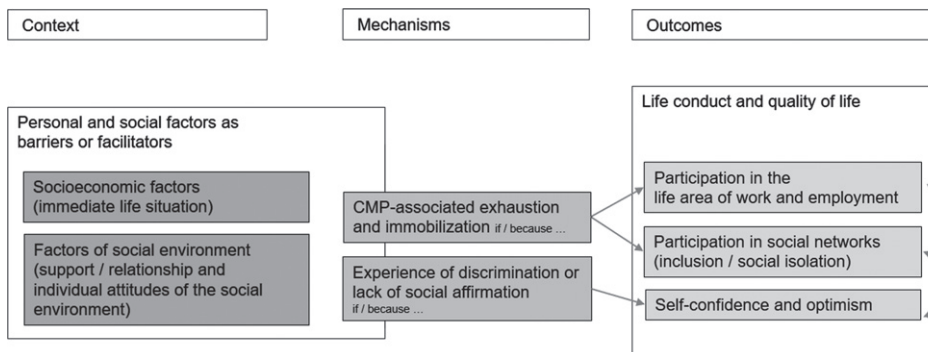 Context
Mechanisms
Outcomes
Personal and social factors as
barriers or facilitators
Socioeconomic factors
(immediate life situation)
Factors of social environment
(support / relationship and
individual attitudes of the social
environment)
CMP-associated exhaustion
and immobilization if / because ...
Experience of discrimination or
lack of social affirmation
if / because ...
Life conduct and quality of life
Participation in the
life area of work and employment
Participation in social networks
(inclusion / social isolation)
Self-confidence and optimism